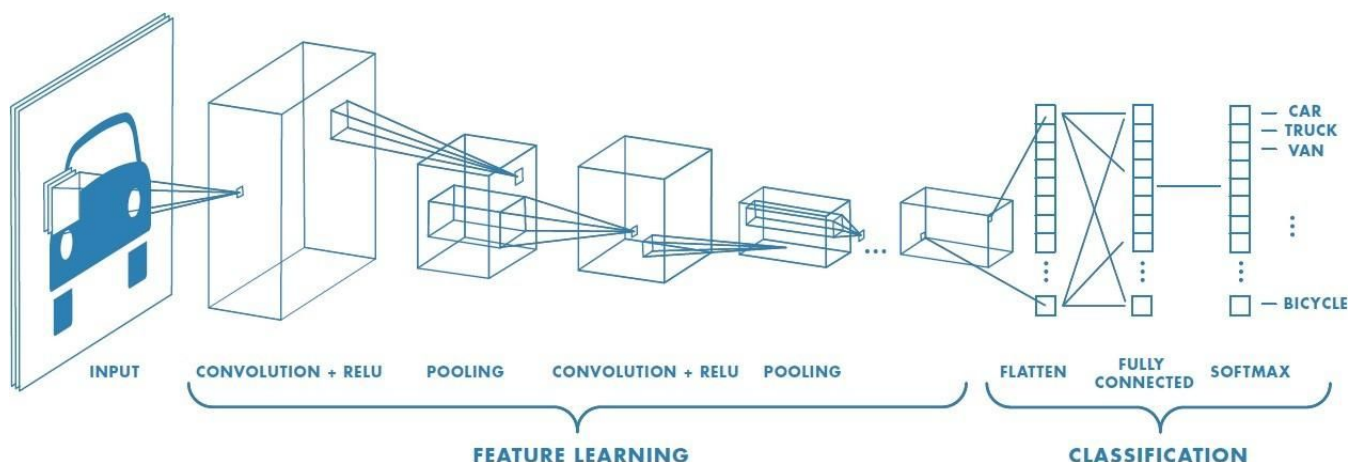 CAR
TRUCK
VAN
BICYCLE
INPUT
CONVOLUTION + RELU
POOLING
CONVOLUTION + RELU
POOLING
FLATTEN
FULLY
CONNECTED
SOFTMAX
FEATURE LEARNING
CLASSIFICATION